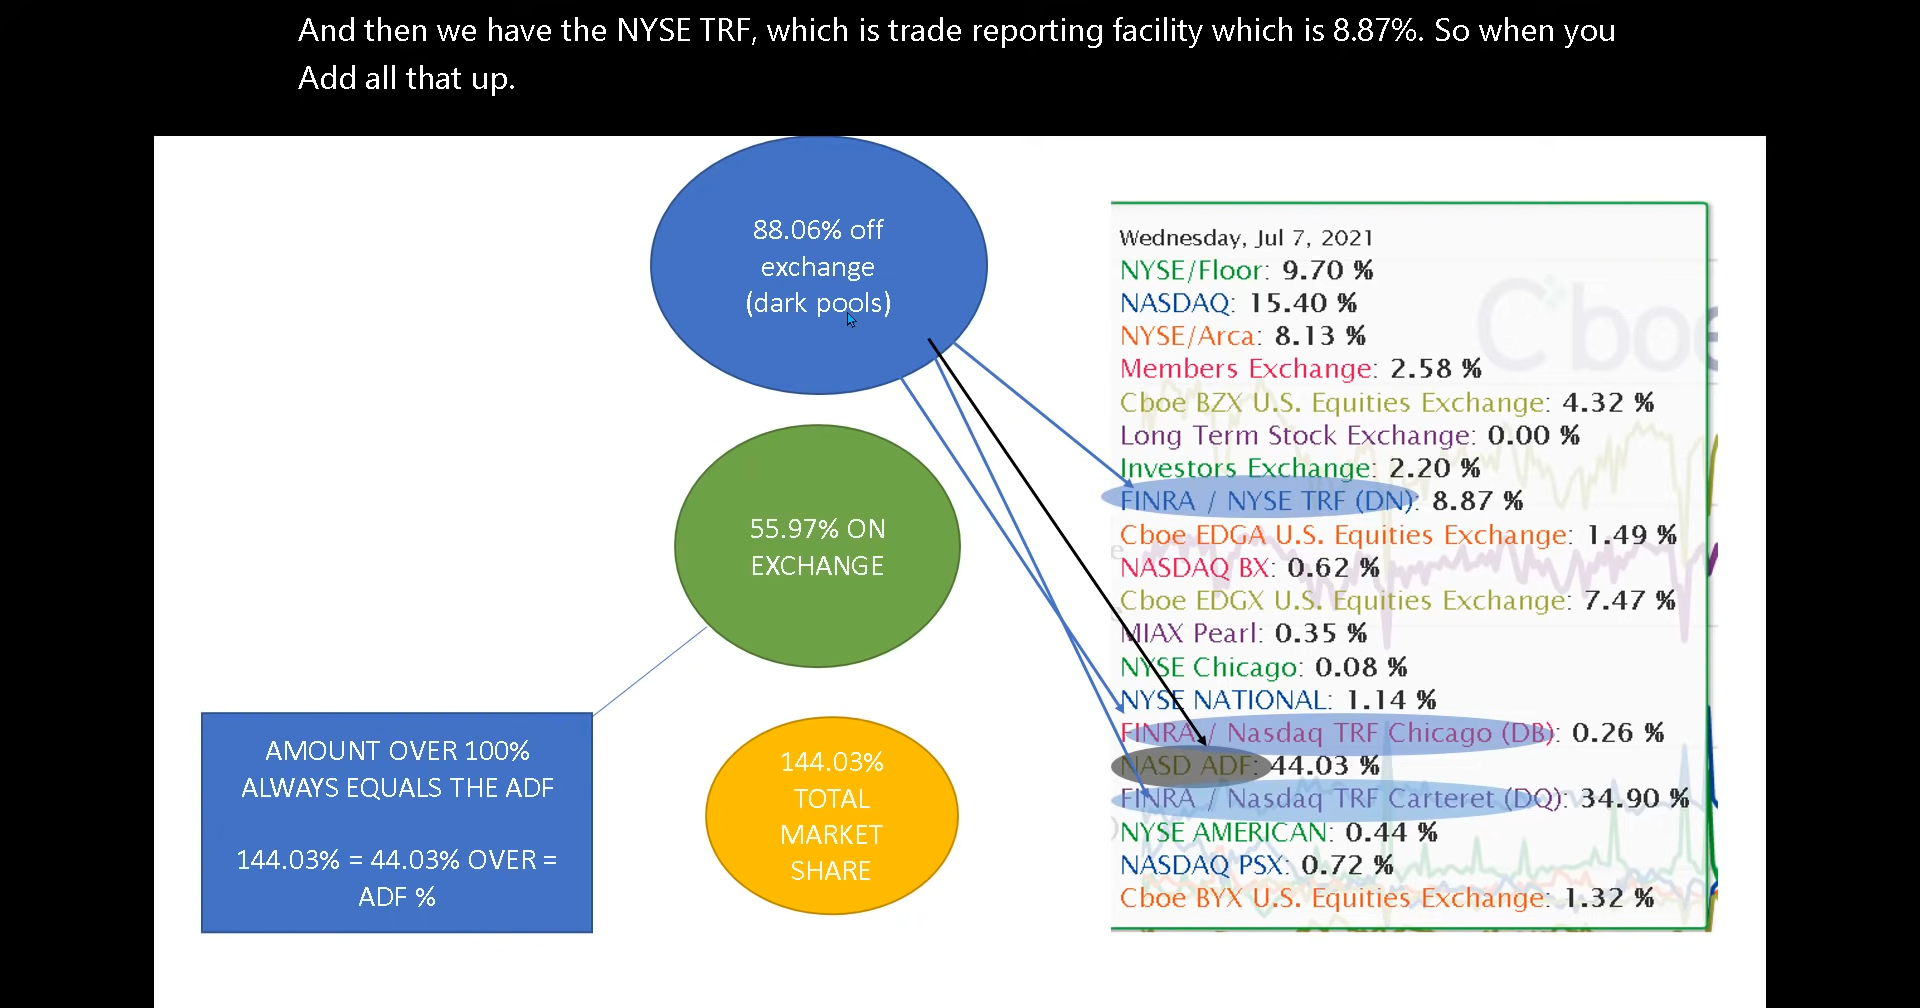 And then we have the NYSE TRF, which is trade reporting facility which is 8.87%. So when you
Add all that up.
88.06% off
exchange
(dark pools)
55.97% ON
EXCHANGE
144.03%
TOTAL
MARKET
SHARE
AMOUNT OVER 100%
ALWAYS EQUALS THE ADF
144.03% = 44.03% OVER =
ADF %
Wednesday, Jul 7, 2021
NYSE/Floor: 9.70 %
NASDAQ: 15.40 %
NYSE/Arca: 8.13 %
Members Exchange: 2.58 %
Cboe BZX U.S. Equities Exchange: 4.32 %
Long Term Stock Exchange: 0.00 %
Investors Exchange: 2.20 %
FINRA / NYSE TRF (DN): 8.87 %
Cboe EDGA U.S. Equities Exchange: 1.49 %
NASDAQ BX: 0.62 %
Cboe EDGX U.S. Equities Exchange: 7.47 %
MIAX Pearl: 0.35 %
NYSE Chicago: 0.08 %
NYSE NATIONAL: 1.14 %
FINRA / Nasdaq TRF Chicago (DB): 0.26 %
NASD ADF: 44.03 %
FINRA / Nasdaq TRF Carteret (DQ): 34.90 %
NYSE AMERICAN: 0.44 %
NASDAQ PSX: 0.72 %
Cboe BYX U.S. Equities Exchange: 1.32 %
Cboe